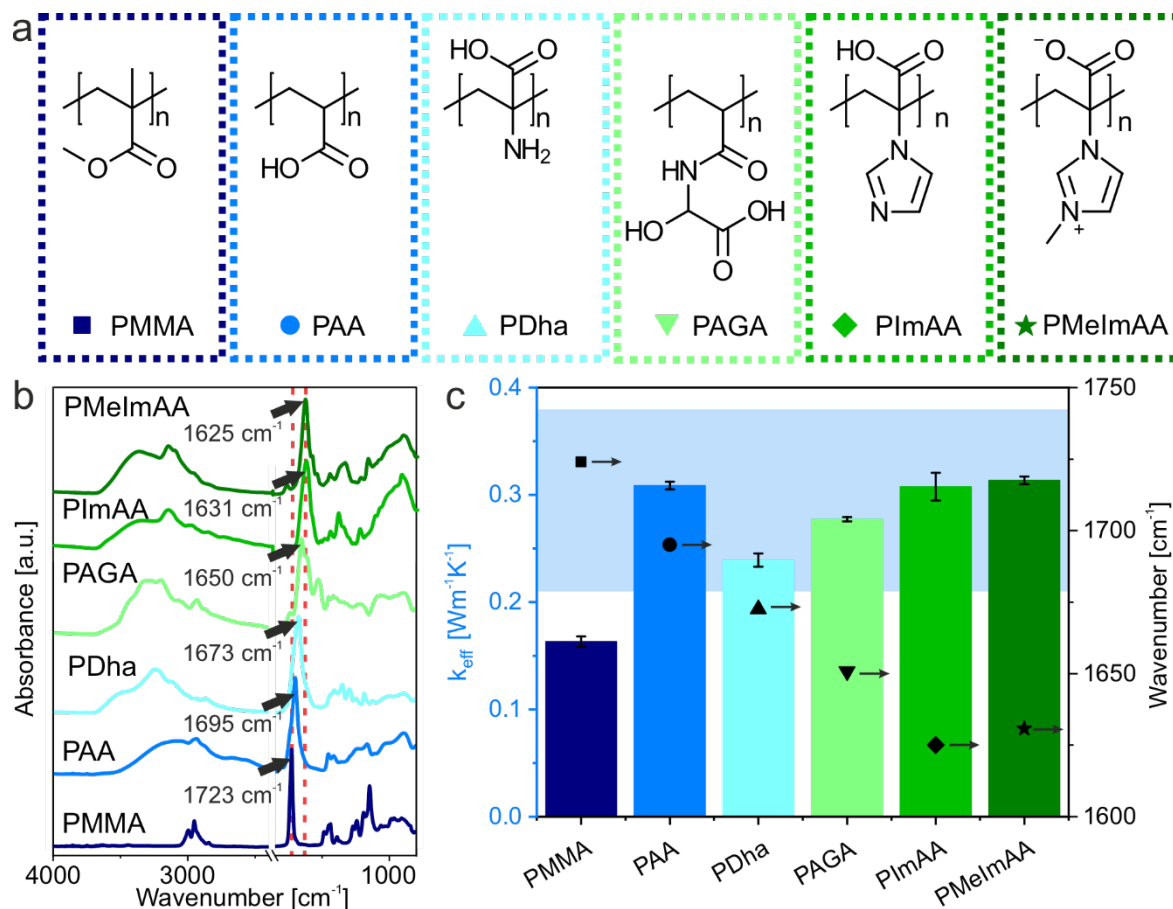 a
n
O
O
n
HO
O
HO
O
n
NH2
n
HN
O
HO
OH
O
HO
O
n
N
N
−O
O
n
N
N
+
■ PMMA
● PAA
▲ PDha
▼ PAGA
◆ PImAA
★ PMeImAA
b
PMeImAA
1625 cm-1
PImAA
1631 cm-1
PAGA
1650 cm-1
PDha
1673 cm-1
PAA
1695 cm-1
PMMA
1723 cm-1
Absorbance [a.u.]
4000 3000 1000
Wavenumber [cm-1]
c
0.4
0.3
0.2
0.1
0.0
keff [Wm-1K-1]
1750
1700
1650
1600
Wavenumber [cm-1]
PMMA
PAA
PDha
PAGA
PImAA
PMeImAA